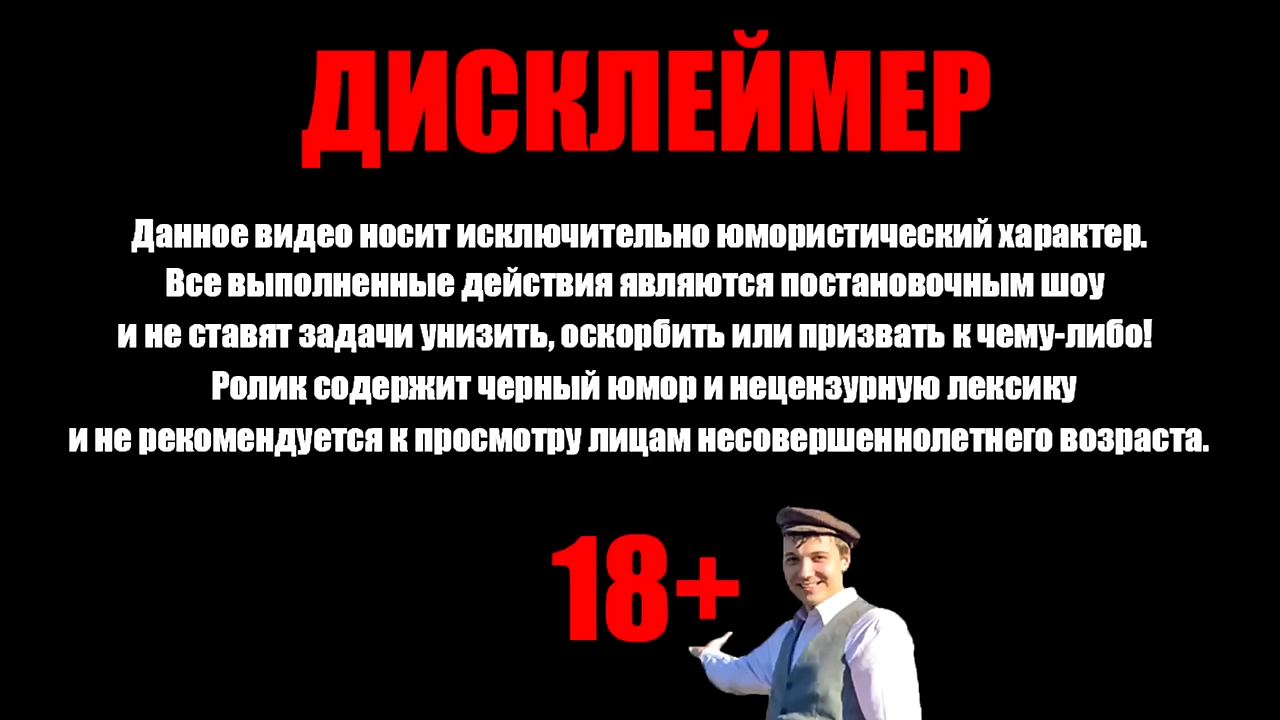 ДИСКЛЕЙМЕР
Данное видео носит исключительно юмористический характер.
Все выполненные действия являются постановочным шоу
и не ставят задачи унизить, оскорбить или призвать к чему-либо!
Ролик содержит черный юмор и нецензурную лексику
и не рекомендуется к просмотру лицам несовершеннолетнего возраста.
18+